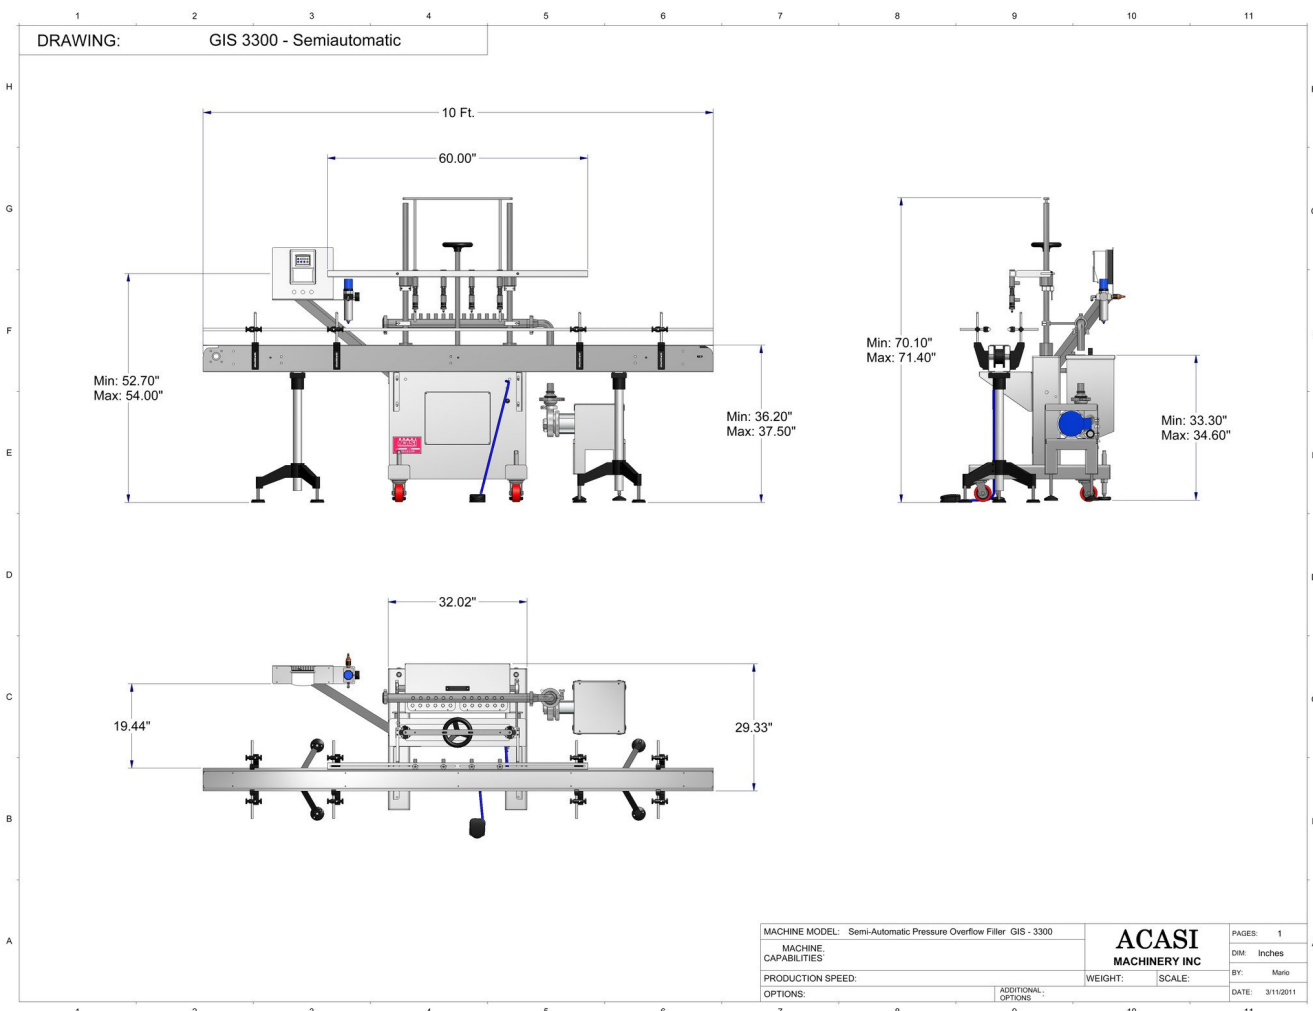 1 2 3 4 5 6 7 8 9 10 11
DRAWING: GIS 3300 - Semiautomatic
H
10 Ft.
60.00"
G
F
Min: 70.10"
Max: 71.40"
Min: 52.70"
Max: 54.00"
Min: 36.20"
Max: 37.50"
Min: 33.30"
Max: 34.60"
E
D
32.02"
C
19.44"
29.33"
B
A
MACHINE MODEL: Semi-Automatic Pressure Overflow Filler GIS - 3300
MACHINE
CAPABILITIES
PRODUCTION SPEED:
OPTIONS:
ADDITIONAL
OPTIONS :
ACASI
MACHINERY INC
WEIGHT: SCALE:
PAGES: 1
DIM: Inches
BY: Mario
DATE: 3/11/2011